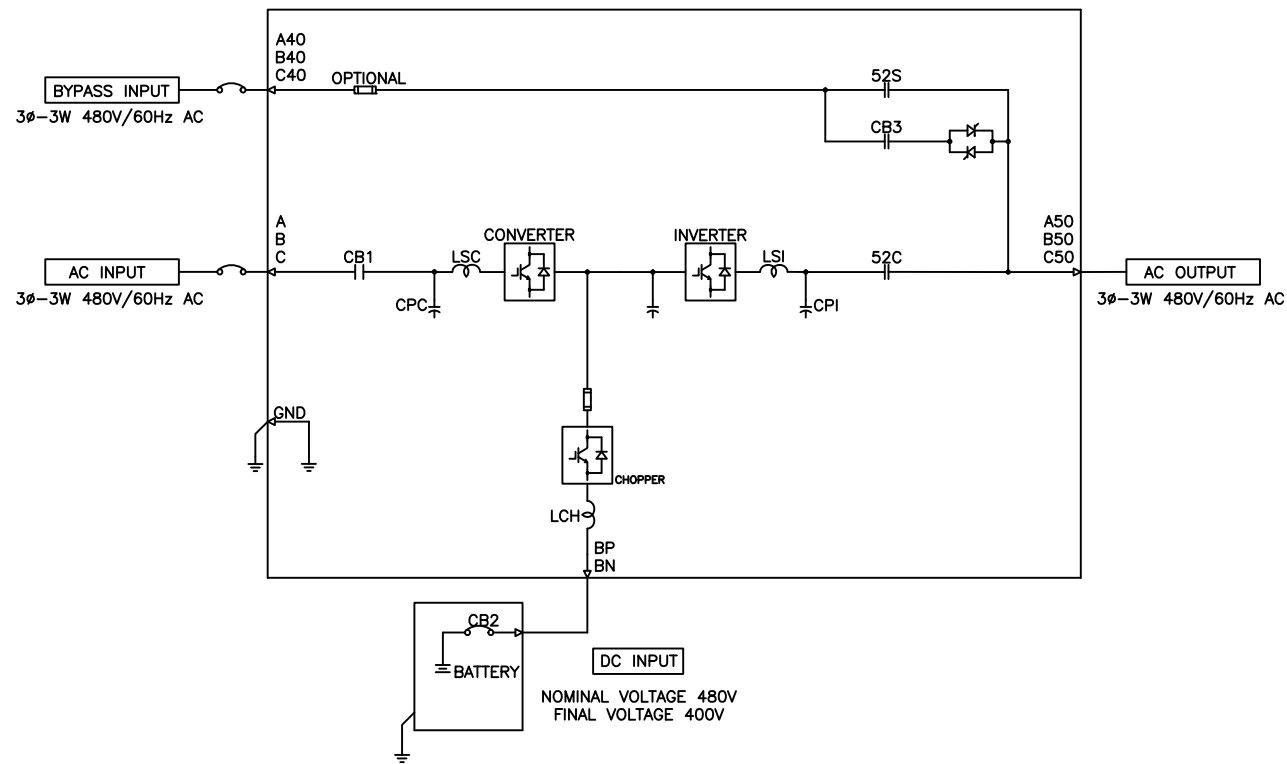 A40
B40
C40
OPTIONAL
52S
BYPASS INPUT
3ø-3W 480V/60Hz AC
CB3
A
B
C
CONVERTER
INVERTER
A50
B50
C50
CB1
LSC
LSI
52C
AC INPUT
AC OUTPUT
3ø-3W 480V/60Hz AC
3ø-3W 480V/60Hz AC
CPC
CPI
GND
CHOPPER
LCH
BP
BN
CB2
BATTERY
DC INPUT
NOMINAL VOLTAGE 480V
FINAL VOLTAGE 400V